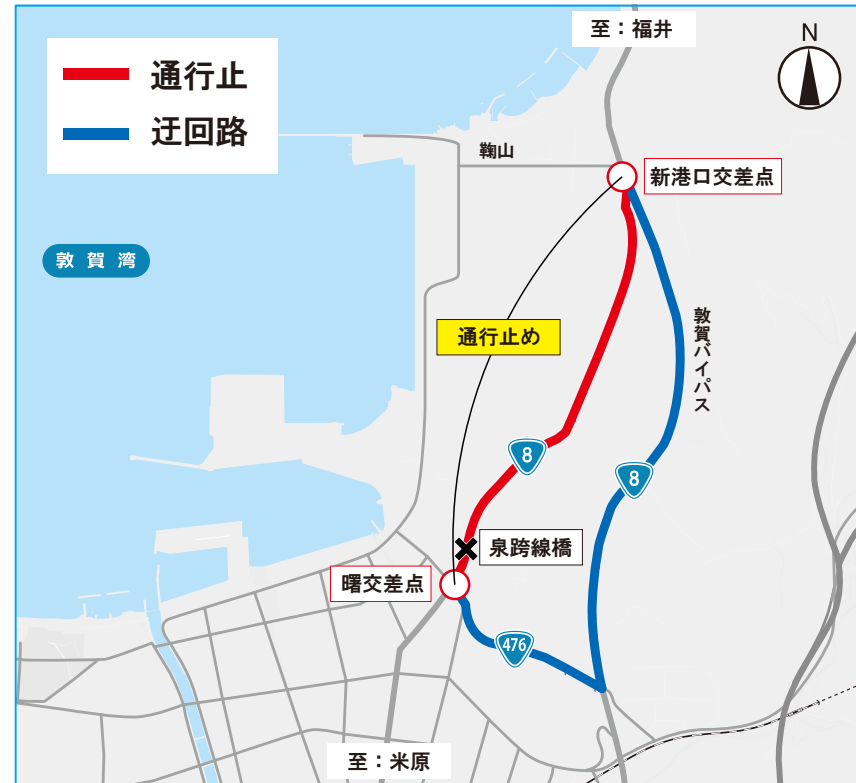 至：福井
N
通行止
迂回路
鞠山
新港口交差点
敦賀湾
敦賀バイパス
通行止め
8
8
泉跨線橋
曙交差点
476
至：米原